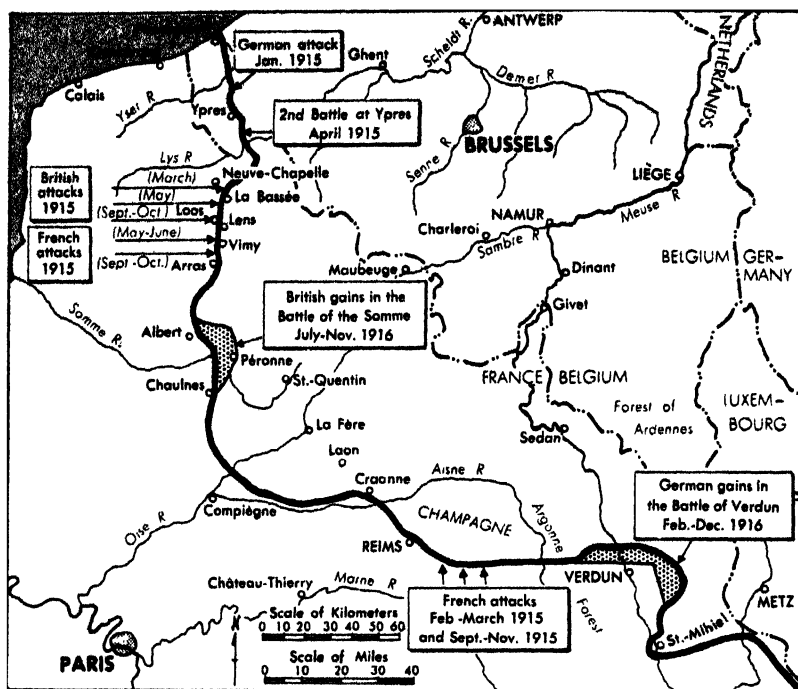 ANTWERP
NETHERLANDS
German attack
Jan. 1915
Ghent
Scheldt R.
Demer R
Calais
Yser R
Ypres
2nd Battle at Ypres
April 1915
BRUSSELS
Senne R
Lys R
Neuve-Chapelle
British
attacks
1915
(March)
(May)
(Sept.-Oct.)
La Bassée
Loos
Lens
LIÈGE
NAMUR
Meuse R
Charleroi
Sambre R
French
attacks
1915
(May-June)
(Sept.-Oct.)
Vimy
Arras
Maubeuge
Dinant
BELGIUM
GER-
MANY
British gains in the
Battle of the Somme
July-Nov. 1916
Givet
Somme R.
Albert
Péronne
Chaulnes
St.-Quentin
FRANCE
BELGIUM
Forest of
Ardennes
LUXEM-
BOURG
La Fère
Laon
Sedan
Craonne
Aisne R
German gains in
the Battle of Verdun
Feb.-Dec. 1916
Oise R
Compiègne
CHAMPAGNE
Argonne
Forest
REIMS
VERDUN
METZ
Château-Thierry
Marne R
French attacks
Feb-March 1915
and Sept.-Nov. 1915
St.-Mihiel
PARIS
N
Scale of Kilometers
0 10 20 30 40 50 60
Scale of Miles
0 10 20 30 40